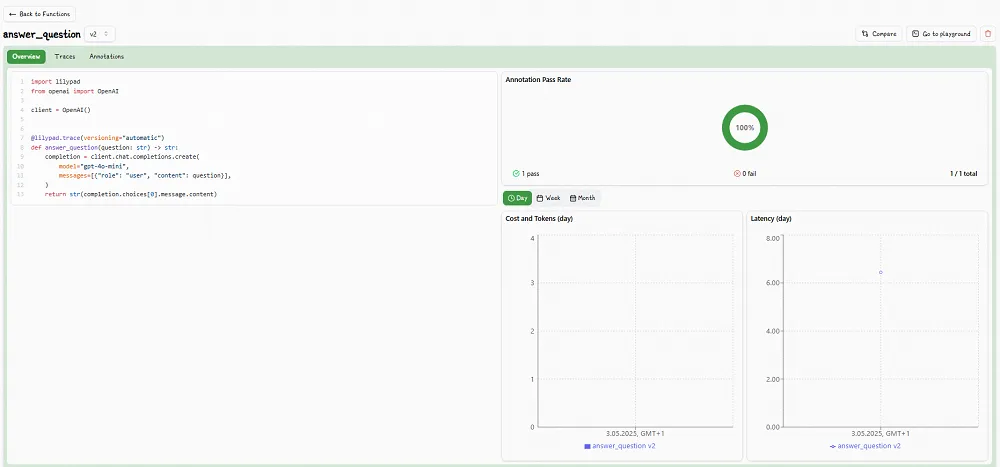 ← Back to Functions
answer_question v2
Compare
Go to playground
Overview Traces Annotations
1 import lilypad
2 from openai import OpenAI
3
4 client = OpenAI()
5
6
7 @lilypad.trace(versioning="automatic")
8 def answer_question(question: str) -> str:
9 completion = client.chat.completions.create(
10 model="gpt-4o-mini",
11 messages=[{"role": "user", "content": question}],
12 )
13 return str(completion.choices[0].message.content)
Annotation Pass Rate
100%
1 pass
0 fail
1 / 1 total
Day Week Month
Cost and Tokens (day)
4
3
2
1
0
3.05.2025, GMT+1
answer_question v2
Latency (day)
8.00
6.00
4.00
2.00
0.00
3.05.2025, GMT+1
answer_question v2